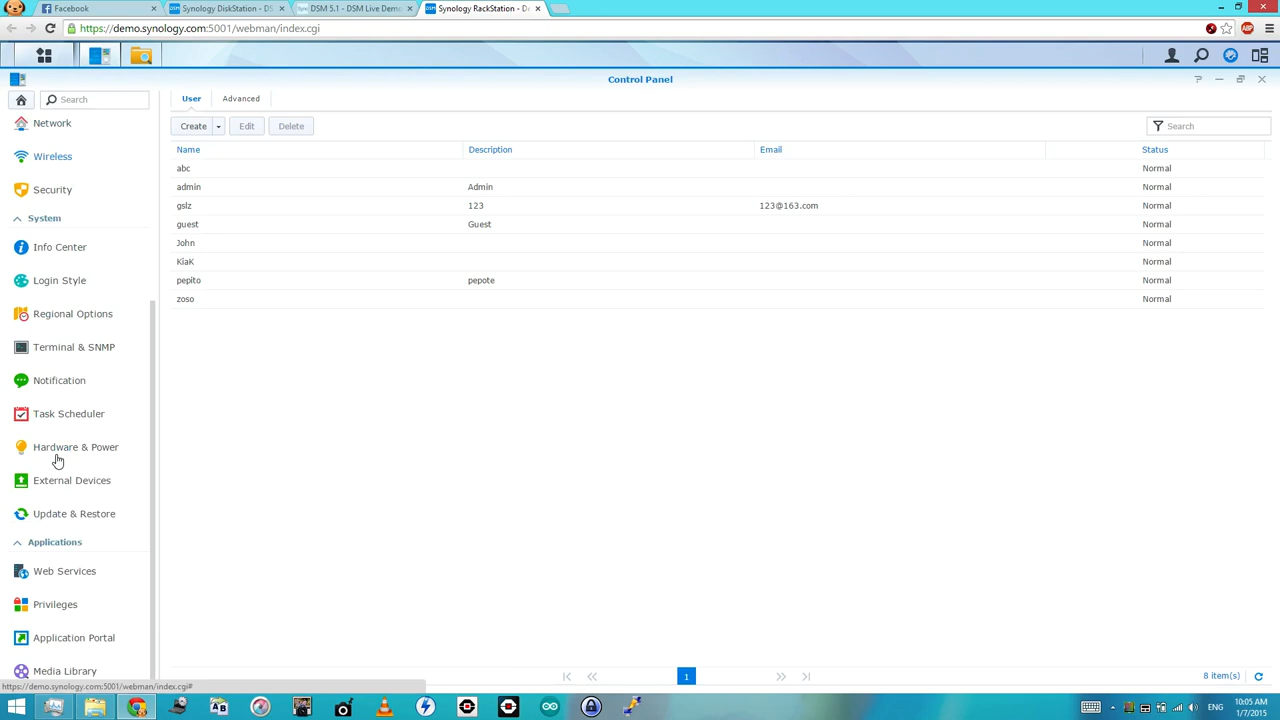 Facebook
Synology DiskStation - DS
DSM 5.1 - DSM Live Demo
Synology RackStation - De
https://demo.synology.com:5001/webman/index.cgi
ABP
Control Panel
Search
User
Advanced
Network
Create
Edit
Delete
Search
Name
Description
Email
Status
Wireless
abc
Normal
admin
Admin
Normal
Security
gslz
123
123@163.com
Normal
System
guest
Guest
Normal
Info Center
John
Normal
KiaK
Normal
Login Style
pepito
pepote
Normal
zoso
Normal
Regional Options
Terminal & SNMP
Notification
Task Scheduler
Hardware & Power
External Devices
Update & Restore
Applications
Web Services
Privileges
Application Portal
Media Library
1
8 item(s)
https://demo.synology.com:5001/webman/index.cgi#
ENG
10:05 AM
1/7/2015